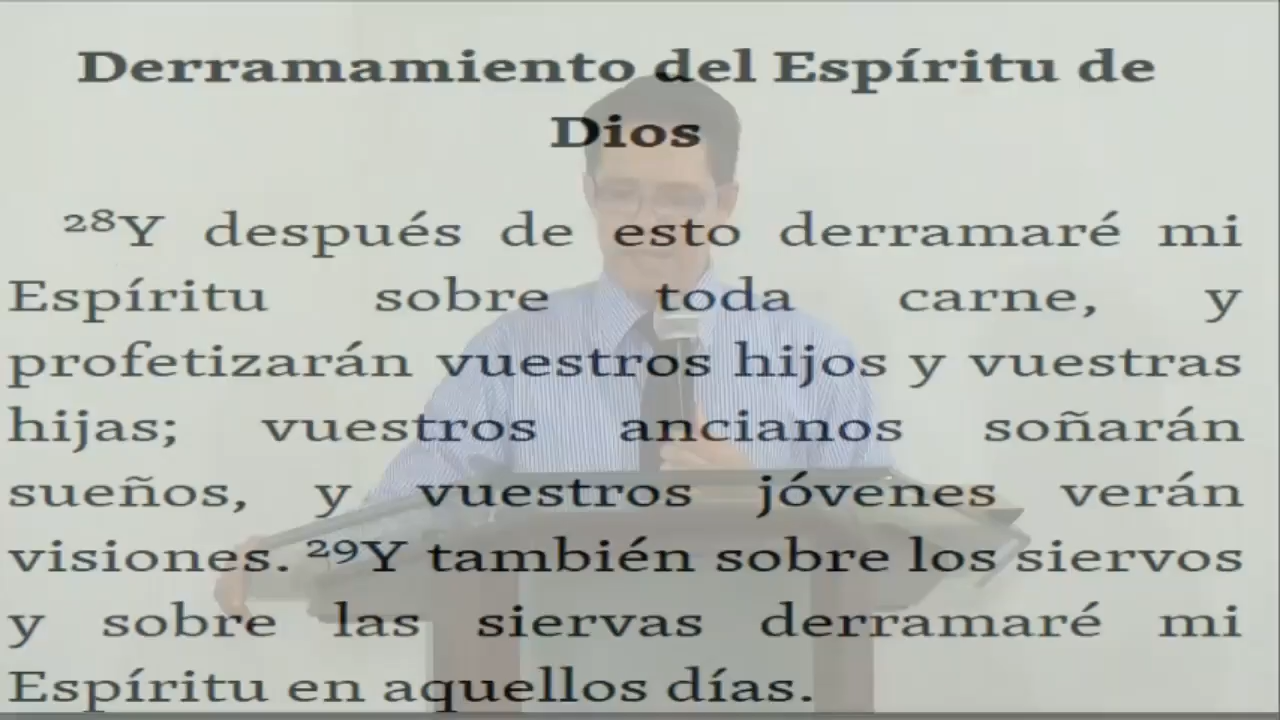 Derramamiento del Espíritu de
Dios
²⁸Y después de esto derramaré mi
Espíritu sobre toda carne, y
profetizarán vuestros hijos y vuestras
hijas; vuestros ancianos soñarán
sueños, y vuestros jóvenes verán
visiones. ²⁹Y también sobre los siervos
y sobre las siervas derramaré mi
Espíritu en aquellos días.